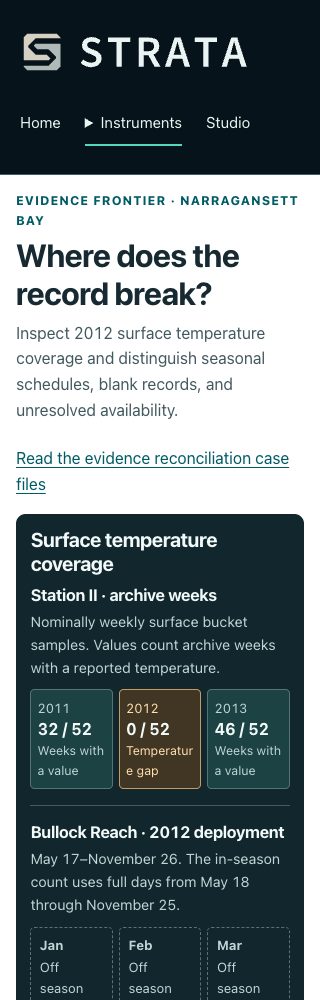 STRATA
Home ▶ Instruments Studio
EVIDENCE FRONTIER · NARRAGANSETT
BAY
Where does the
record break?
Inspect 2012 surface temperature
coverage and distinguish seasonal
schedules, blank records, and
unresolved availability.
Read the evidence reconciliation case
files
Surface temperature
coverage
Station II · archive weeks
Nominally weekly surface bucket
samples. Values count archive weeks
with a reported temperature.
2011
32 / 52
Weeks with
a value
2012
0 / 52
Temperatur
e gap
2013
46 / 52
Weeks with
a value
Bullock Reach · 2012 deployment
May 17–November 26. The in-season
count uses full days from May 18
through November 25.
Jan
Off
season
Feb
Off
season
Mar
Off
season